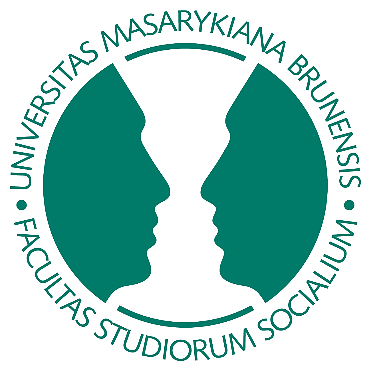 UNIVERSITAS MASARYKIANA BRUNENSIS
FACULTAS STUDIORUM SOCIALIUM